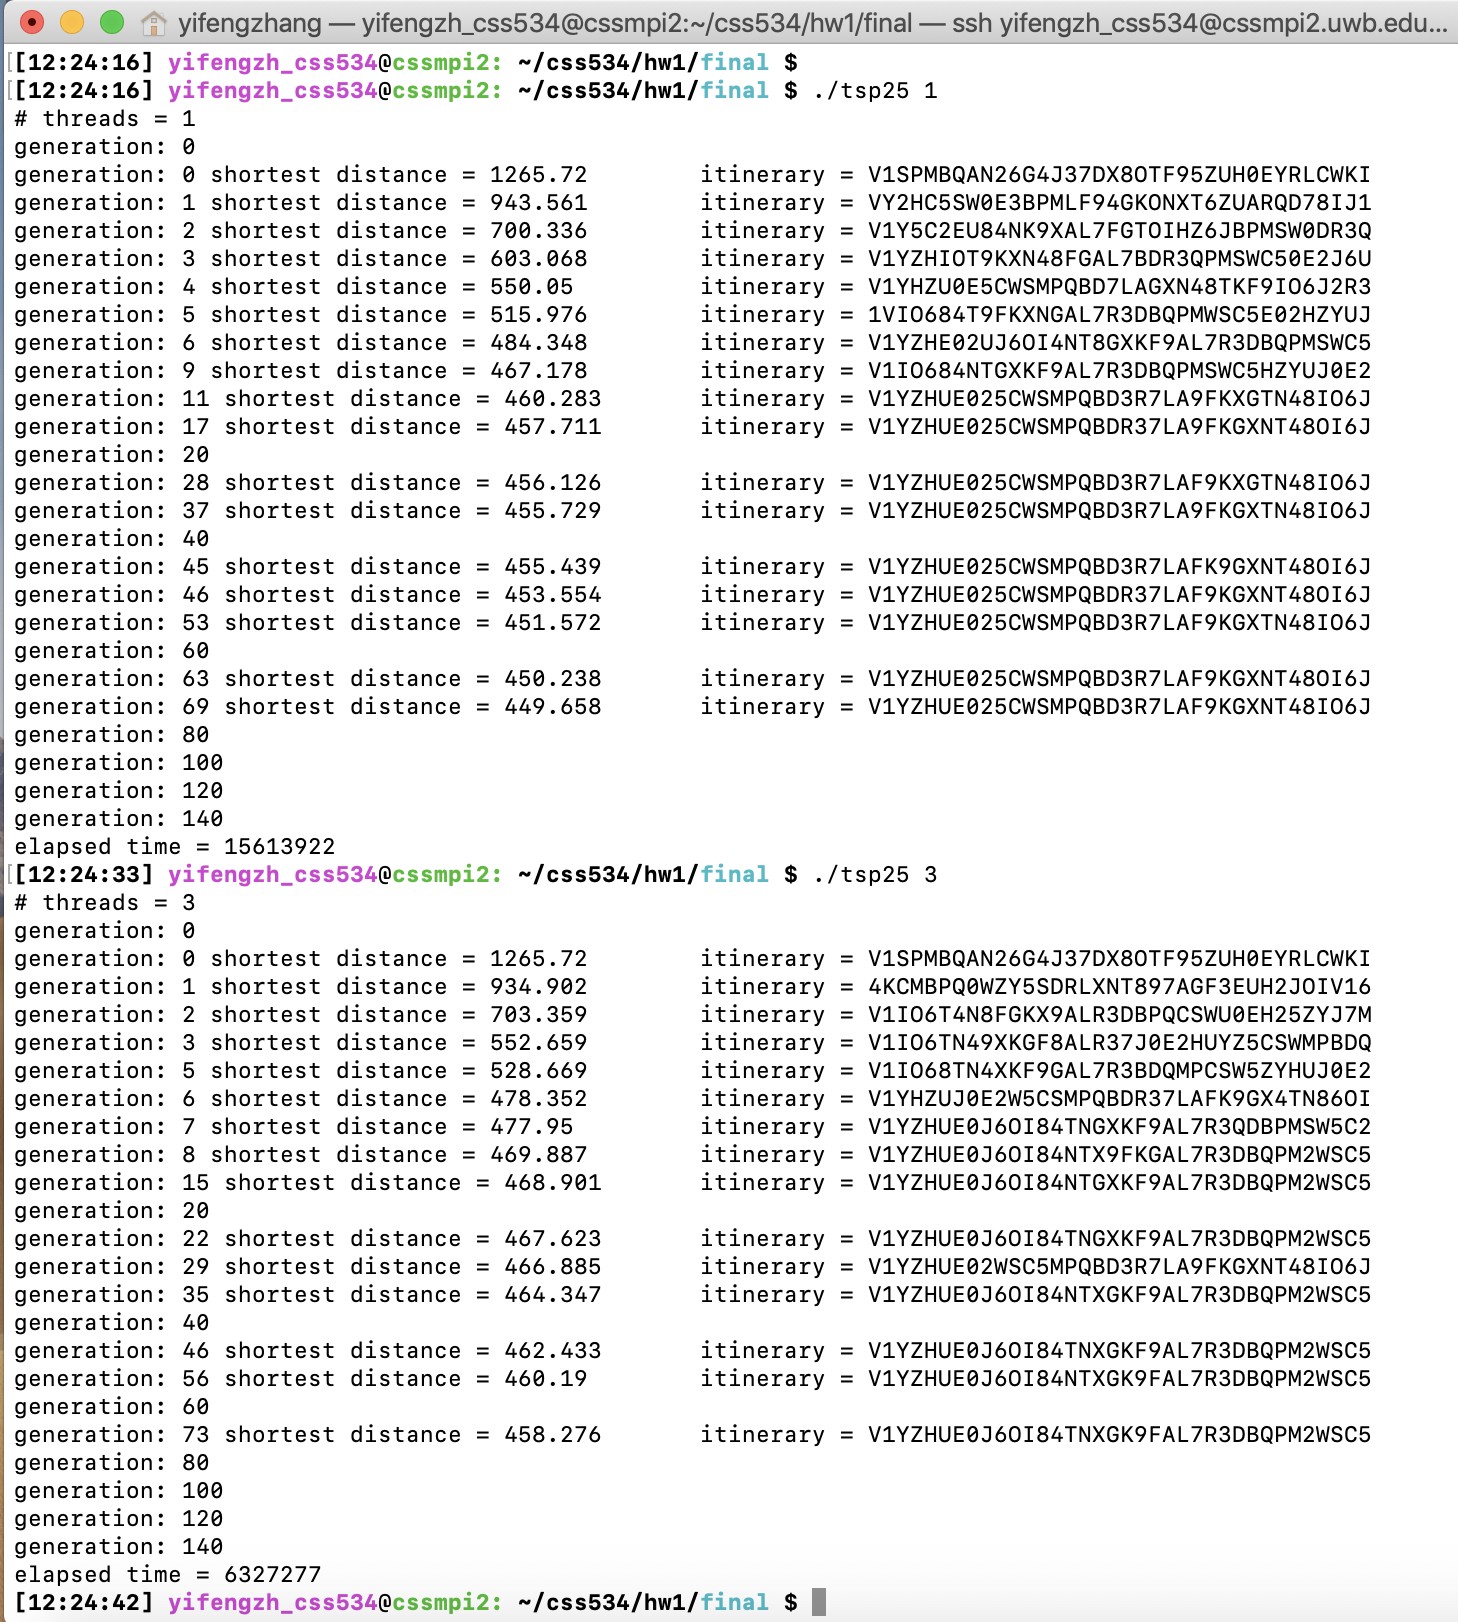 yifengzhang — yifengzh_css534@cssmpi2:~/css534/hw1/final — ssh yifengzh_css534@cssmpi2.uwb.edu...
[[12:24:16] yifengzh_css534@cssmpi2: ~/css534/hw1/final $
[[12:24:16] yifengzh_css534@cssmpi2: ~/css534/hw1/final $ ./tsp25 1
# threads = 1
generation: 0
generation: 0 shortest distance = 1265.72 itinerary = V1SPMBQAN26G4J37DX8OTF95ZUH0EYRLCWKI
generation: 1 shortest distance = 943.561 itinerary = VY2HC5SW0E3BPMLF94GKONXT6ZUARQD78IJ1
generation: 2 shortest distance = 700.336 itinerary = V1Y5C2EU84NK9XAL7FGTOIHZ6JBPMSW0DR3Q
generation: 3 shortest distance = 603.068 itinerary = V1YZHIOT9KXN48FGAL7BDR3QPMSWC50E2J6U
generation: 4 shortest distance = 550.05 itinerary = V1YHZU0E5CWSMPQBD7LAGXN48TKF9IO6J2R3
generation: 5 shortest distance = 515.976 itinerary = 1VIO684T9FKXNGAL7R3DBQPMWSC5E02HZYUJ
generation: 6 shortest distance = 484.348 itinerary = V1YZHE02UJ6OI4NT8GXKF9AL7R3DBQPMSWC5
generation: 9 shortest distance = 467.178 itinerary = V1IO684NTGXKF9AL7R3DBQPMSWC5HZYUJ0E2
generation: 11 shortest distance = 460.283 itinerary = V1YZHUE025CWSMPQBD3R7LA9FKXGTN48IO6J
generation: 17 shortest distance = 457.711 itinerary = V1YZHUE025CWSMPQBDR37LA9FKGXNT48OI6J
generation: 20
generation: 28 shortest distance = 456.126 itinerary = V1YZHUE025CWSMPQBD3R7LAF9KXGTN48IO6J
generation: 37 shortest distance = 455.729 itinerary = V1YZHUE025CWSMPQBD3R7LA9FKGXTN48IO6J
generation: 40
generation: 45 shortest distance = 455.439 itinerary = V1YZHUE025CWSMPQBD3R7LAFK9GXNT48OI6J
generation: 46 shortest distance = 453.554 itinerary = V1YZHUE025CWSMPQBDR37LAF9KGXNT48OI6J
generation: 53 shortest distance = 451.572 itinerary = V1YZHUE025CWSMPQBD3R7LAF9KGXTN48IO6J
generation: 60
generation: 63 shortest distance = 450.238 itinerary = V1YZHUE025CWSMPQBD3R7LAF9KGXNT48OI6J
generation: 69 shortest distance = 449.658 itinerary = V1YZHUE025CWSMPQBD3R7LAF9KGXNT48IO6J
generation: 80
generation: 100
generation: 120
generation: 140
elapsed time = 15613922
[[12:24:33] yifengzh_css534@cssmpi2: ~/css534/hw1/final $ ./tsp25 3
# threads = 3
generation: 0
generation: 0 shortest distance = 1265.72 itinerary = V1SPMBQAN26G4J37DX8OTF95ZUH0EYRLCWKI
generation: 1 shortest distance = 934.902 itinerary = 4KCMBPQ0WZY5SDRLXNT897AGF3EUH2JOIV16
generation: 2 shortest distance = 703.359 itinerary = V1IO6T4N8FGKX9ALR3DBPQCSWU0EH25ZYJ7M
generation: 3 shortest distance = 552.659 itinerary = V1IO6TN49XKGF8ALR37J0E2HUYZ5CSWMPBDQ
generation: 5 shortest distance = 528.669 itinerary = V1IO68TN4XKF9GAL7R3BDQMPCSW5ZYHUJ0E2
generation: 6 shortest distance = 478.352 itinerary = V1YHZUJ0E2W5CSMPQBDR37LAFK9GX4TN86OI
generation: 7 shortest distance = 477.95 itinerary = V1YZHUE0J6OI84TNGXKF9AL7R3QDBPMSW5C2
generation: 8 shortest distance = 469.887 itinerary = V1YZHUE0J6OI84NTX9FKGAL7R3DBQPM2WSC5
generation: 15 shortest distance = 468.901 itinerary = V1YZHUE0J6OI84NTGXKF9AL7R3DBQPM2WSC5
generation: 20
generation: 22 shortest distance = 467.623 itinerary = V1YZHUE0J6OI84TNGXKF9AL7R3DBQPM2WSC5
generation: 29 shortest distance = 466.885 itinerary = V1YZHUE02WSC5MPQBD3R7LA9FKGXNT48IO6J
generation: 35 shortest distance = 464.347 itinerary = V1YZHUE0J6OI84NTXGKF9AL7R3DBQPM2WSC5
generation: 40
generation: 46 shortest distance = 462.433 itinerary = V1YZHUE0J6OI84TNXGKF9AL7R3DBQPM2WSC5
generation: 56 shortest distance = 460.19 itinerary = V1YZHUE0J6OI84NTXGK9FAL7R3DBQPM2WSC5
generation: 60
generation: 73 shortest distance = 458.276 itinerary = V1YZHUE0J6OI84TNXGK9FAL7R3DBQPM2WSC5
generation: 80
generation: 100
generation: 120
generation: 140
elapsed time = 6327277
[12:24:42] yifengzh_css534@cssmpi2: ~/css534/hw1/final $